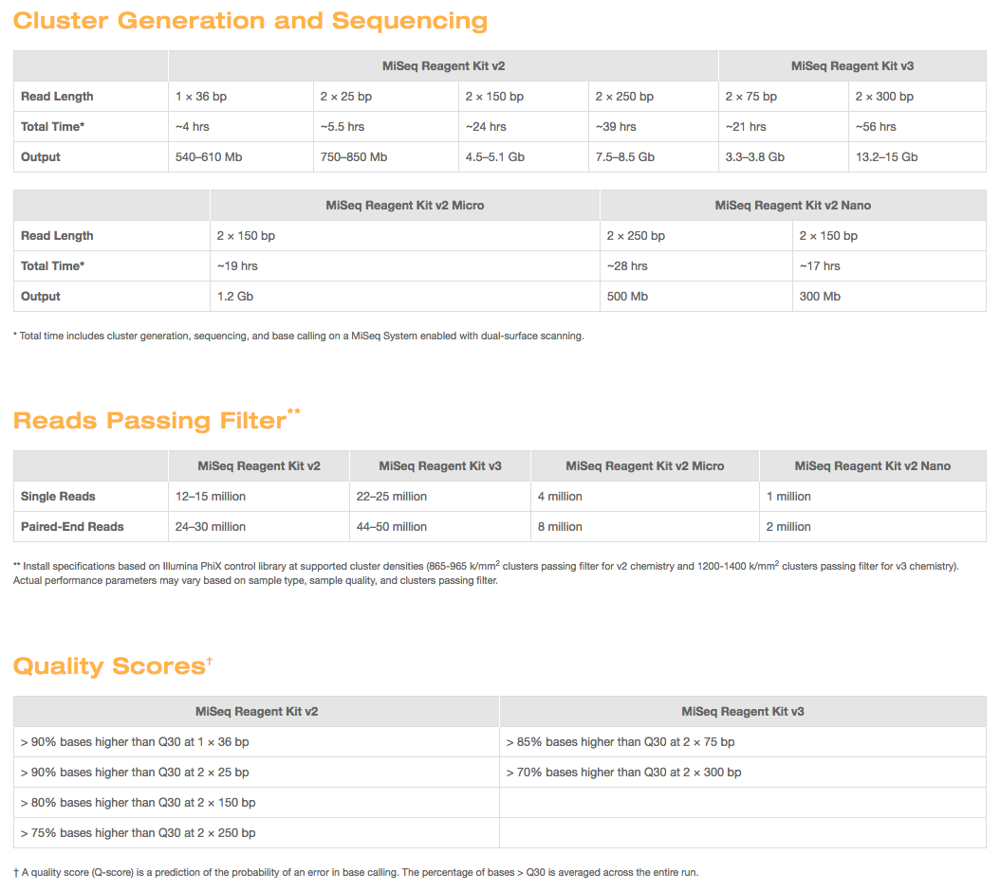 Cluster Generation and Sequencing
MiSeq Reagent Kit v2 MiSeq Reagent Kit v3
Read Length 1 × 36 bp 2 × 25 bp 2 × 150 bp 2 × 250 bp 2 × 75 bp 2 × 300 bp
Total Time* ~4 hrs ~5.5 hrs ~24 hrs ~39 hrs ~21 hrs ~56 hrs
Output 540–610 Mb 750–850 Mb 4.5–5.1 Gb 7.5–8.5 Gb 3.3–3.8 Gb 13.2–15 Gb
MiSeq Reagent Kit v2 Micro MiSeq Reagent Kit v2 Nano
Read Length 2 × 150 bp 2 × 250 bp 2 × 150 bp
Total Time* ~19 hrs ~28 hrs ~17 hrs
Output 1.2 Gb 500 Mb 300 Mb
* Total time includes cluster generation, sequencing, and base calling on a MiSeq System enabled with dual-surface scanning.
Reads Passing Filter**
MiSeq Reagent Kit v2 MiSeq Reagent Kit v3 MiSeq Reagent Kit v2 Micro MiSeq Reagent Kit v2 Nano
Single Reads 12–15 million 22–25 million 4 million 1 million
Paired-End Reads 24–30 million 44–50 million 8 million 2 million
** Install specifications based on Illumina PhiX control library at supported cluster densities (865-965 k/mm² clusters passing filter for v2 chemistry and 1200-1400 k/mm² clusters passing filter for v3 chemistry).
Actual performance parameters may vary based on sample type, sample quality, and clusters passing filter.
Quality Scores†
MiSeq Reagent Kit v2 MiSeq Reagent Kit v3
> 90% bases higher than Q30 at 1 × 36 bp > 85% bases higher than Q30 at 2 × 75 bp
> 90% bases higher than Q30 at 2 × 25 bp > 70% bases higher than Q30 at 2 × 300 bp
> 80% bases higher than Q30 at 2 × 150 bp
> 75% bases higher than Q30 at 2 × 250 bp
† A quality score (Q-score) is a prediction of the probability of an error in base calling. The percentage of bases > Q30 is averaged across the entire run.